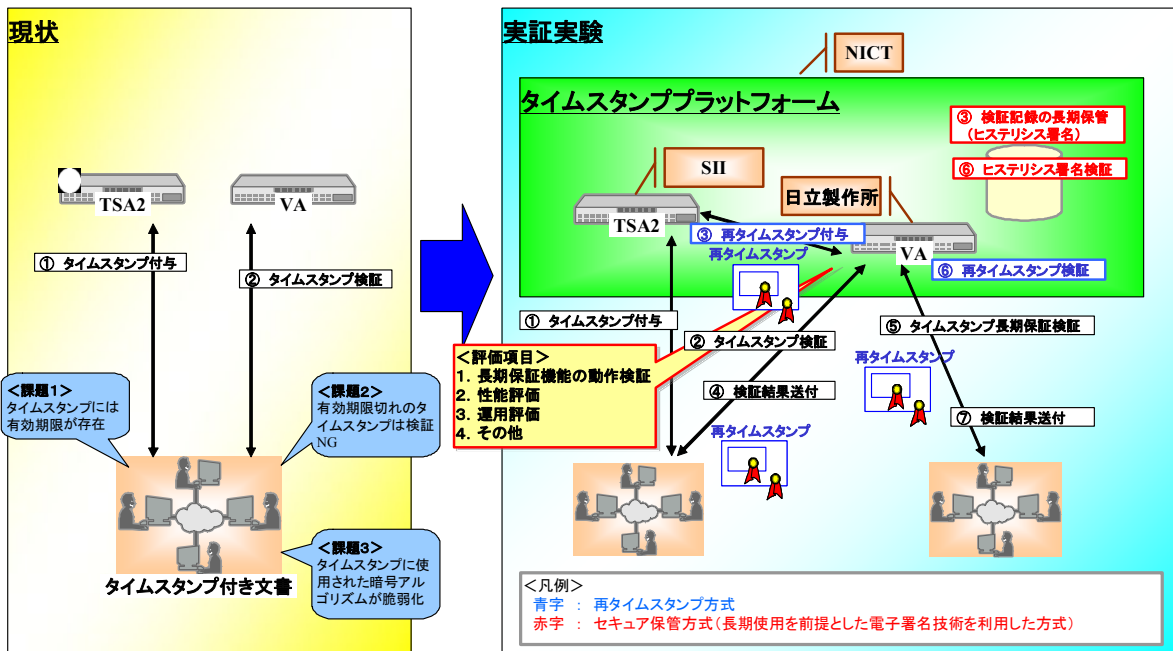 現状
TSA2
VA
① タイムスタンプ付与
② タイムスタンプ検証
<課題1>
タイムスタンプには
有効期限が存在
<課題2>
有効期限切れのタ
イムスタンプは検証
NG
<課題3>
タイムスタンプに使
用された暗号アル
ゴリズムが脆弱化
タイムスタンプ付き文書
実証実験
NICT
タイムスタンププラットフォーム
③ 検証記録の長期保管
(ヒステリシス署名)
⑥ ヒステリシス署名検証
SII
日立製作所
TSA2
③ 再タイムスタンプ付与
VA
再タイムスタンプ
⑥ 再タイムスタンプ検証
① タイムスタンプ付与
② タイムスタンプ検証
⑤ タイムスタンプ長期保証検証
<評価項目>
1. 長期保証機能の動作検証
2. 性能評価
3. 運用評価
4. その他
④ 検証結果送付
再タイムスタンプ
⑦ 検証結果送付
再タイムスタンプ
<凡例>
青字 : 再タイムスタンプ方式
赤字 : セキュア保管方式(長期使用を前提とした電子署名技術を利用した方式)